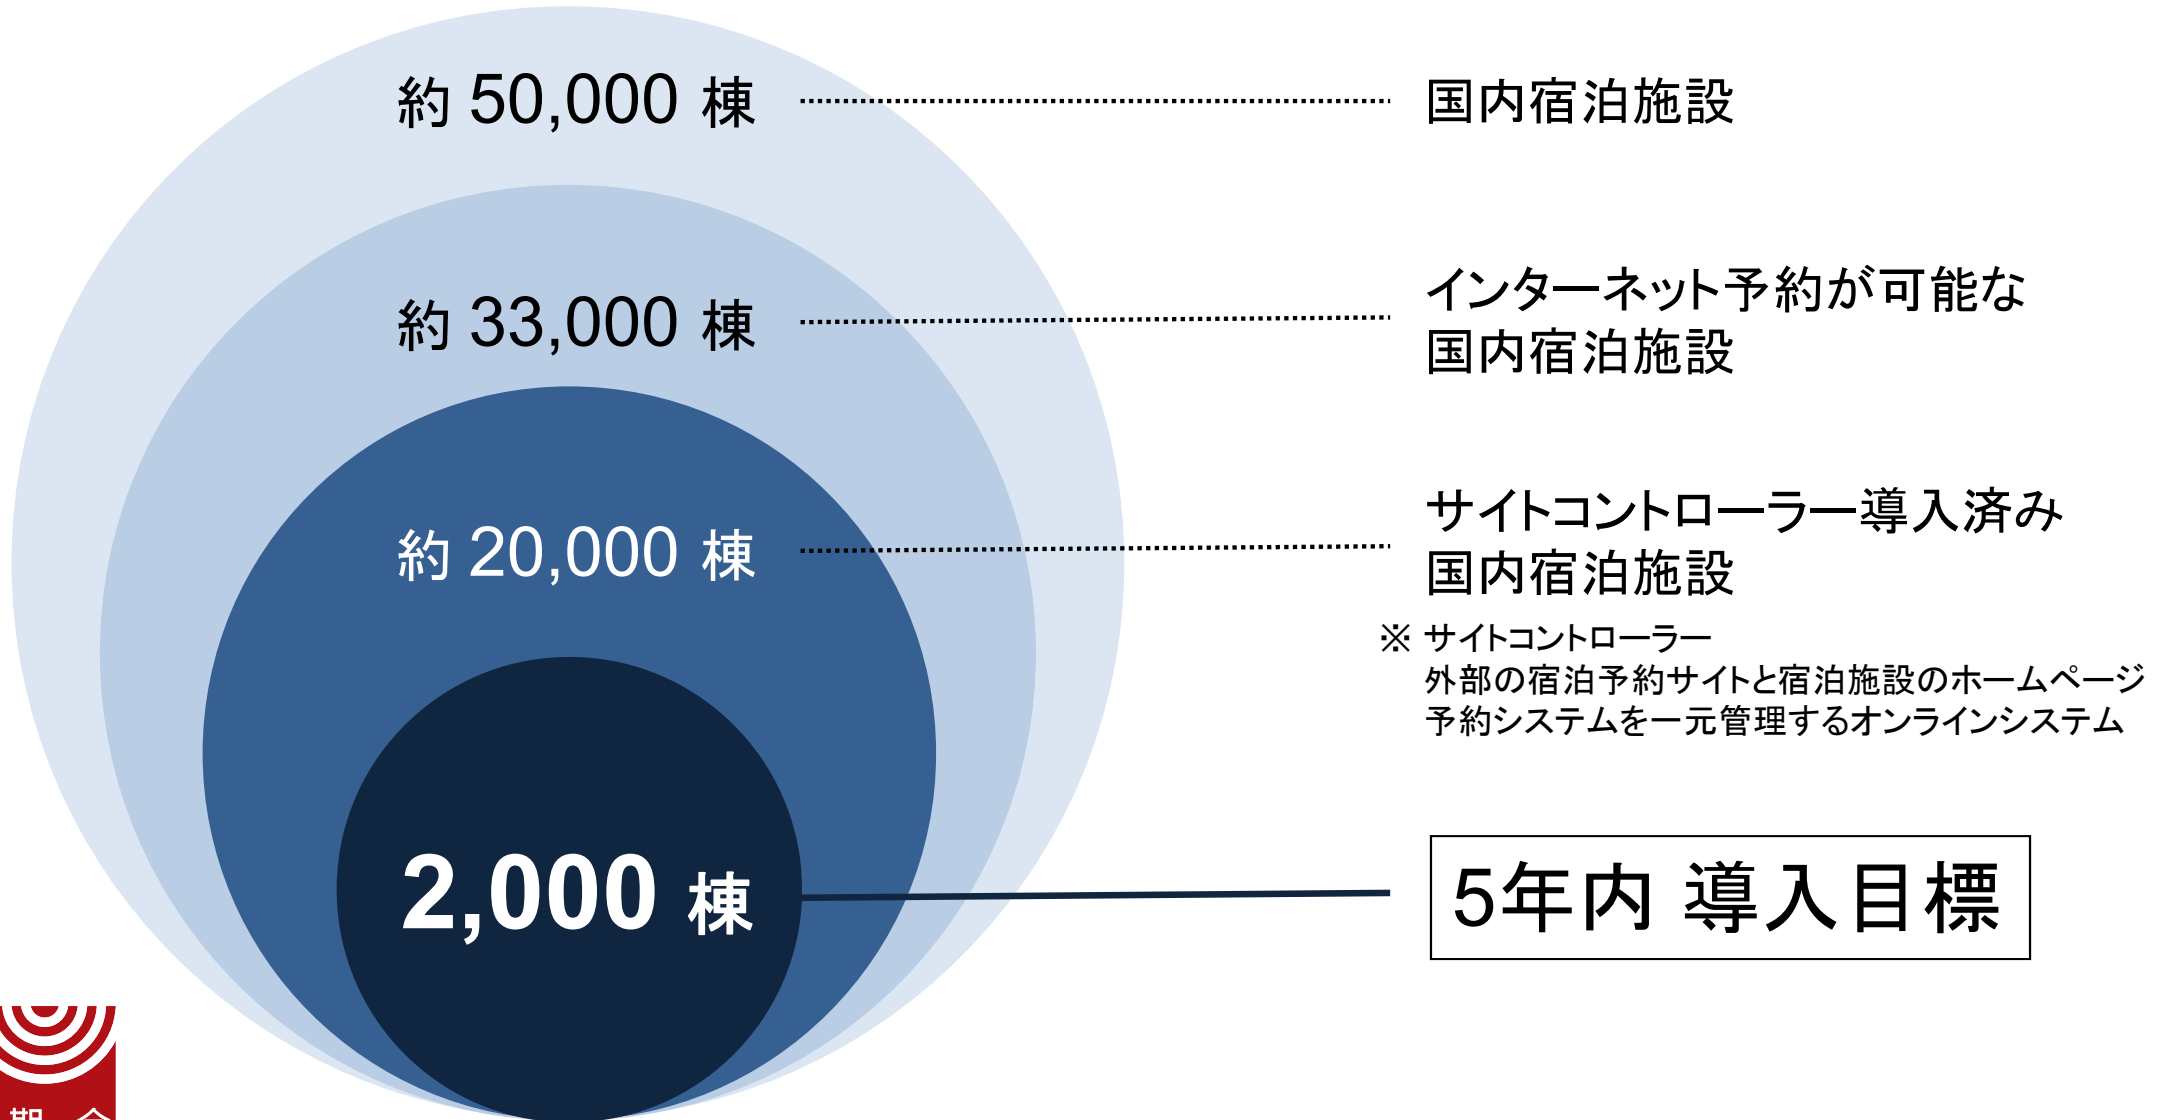 約 50,000 棟
国内宿泊施設
約 33,000 棟
インターネット予約が可能な
国内宿泊施設
約 20,000 棟
サイトコントローラー導入済み
国内宿泊施設
※ サイトコントローラー
外部の宿泊予約サイトと宿泊施設のホームページ
予約システムを一元管理するオンラインシステム
2,000 棟
5年内 導入目標